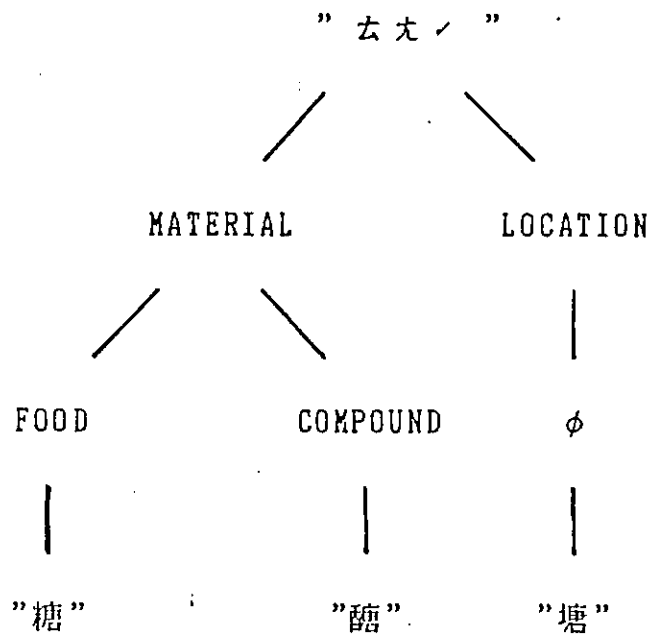 "ㄊㄤˊ"
MATERIAL LOCATION
FOOD COMPOUND φ
"糖" "醣" "塘"